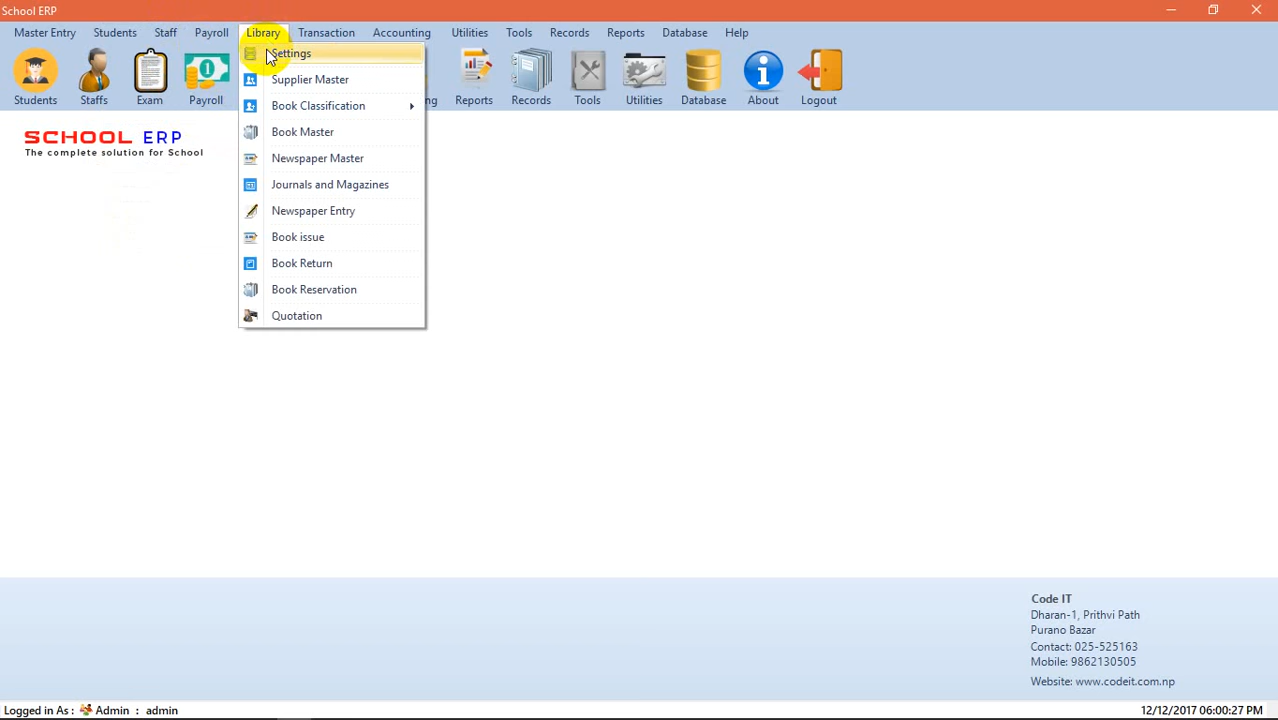 School ERP
Master Entry Students Staff Payroll Library Transaction Accounting Utilities Tools Records Reports Database Help
Students Staffs Exam Payroll Reports Records Tools Utilities Database About Logout
Settings
Supplier Master
Book Classification
Book Master
Newspaper Master
Journals and Magazines
Newspaper Entry
Book issue
Book Return
Book Reservation
Quotation
SCHOOL ERP
The complete solution for School
Code IT
Dharan-1, Prithvi Path
Purano Bazar
Contact: 025-525163
Mobile: 9862130505
Website: www.codeit.com.np
Logged in As : Admin : admin 12/12/2017 06:00:27 PM